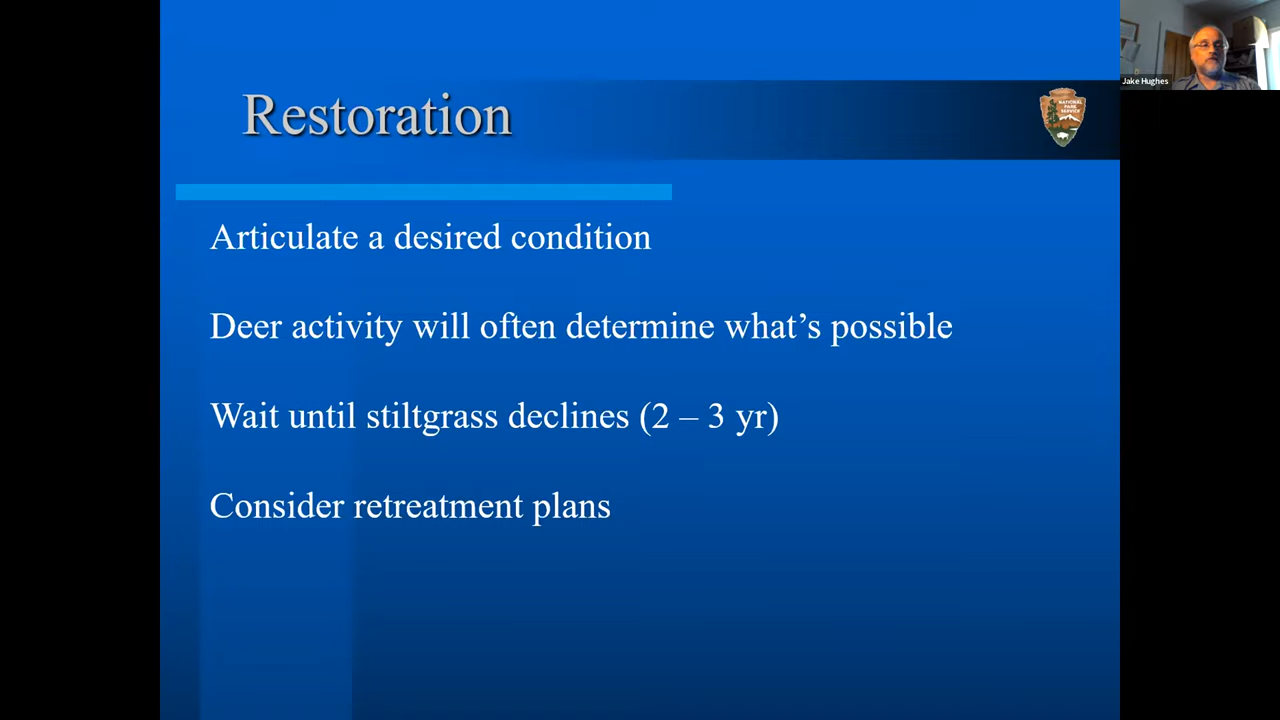 Restoration
NATIONAL
PARK
SERVICE
Jake Hughes
Articulate a desired condition
Deer activity will often determine what’s possible
Wait until stiltgrass declines (2 – 3 yr)
Consider retreatment plans